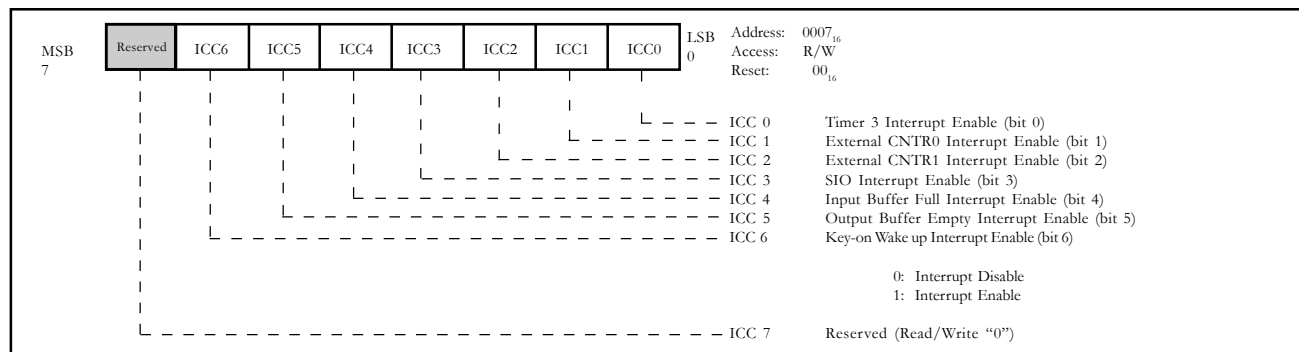 MSB
7
Reserved ICC6 ICC5 ICC4 ICC3 ICC2 ICC1 ICC0
LSB
0
Address: 0007₁₆
Access: R/W
Reset: 00₁₆
ICC 0 Timer 3 Interrupt Enable (bit 0)
ICC 1 External CNTR0 Interrupt Enable (bit 1)
ICC 2 External CNTR1 Interrupt Enable (bit 2)
ICC 3 SIO Interrupt Enable (bit 3)
ICC 4 Input Buffer Full Interrupt Enable (bit 4)
ICC 5 Output Buffer Empty Interrupt Enable (bit 5)
ICC 6 Key-on Wake up Interrupt Enable (bit 6)
0: Interrupt Disable
1: Interrupt Enable
ICC 7 Reserved (Read/Write “0”)